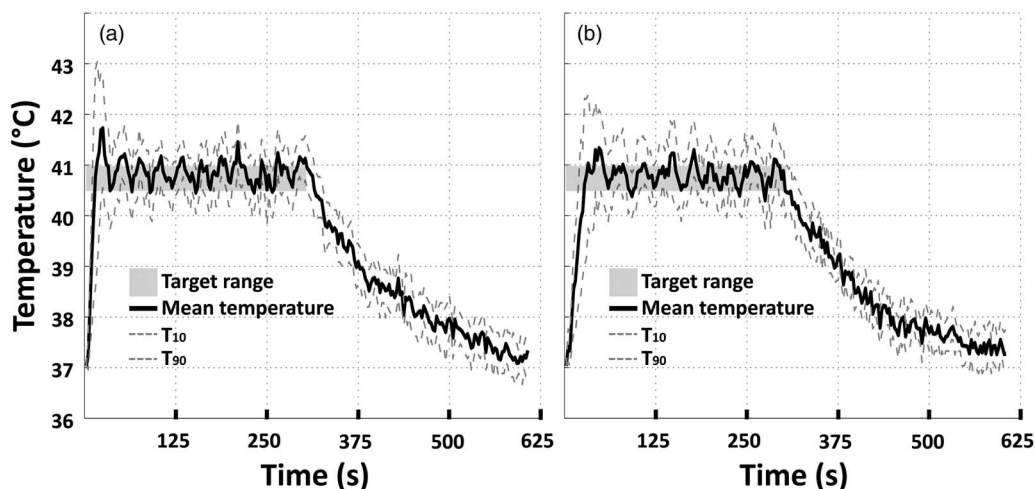 (a)
(b)
Temperature (°C)
43
42
41
40
39
38
37
36
Target range
Mean temperature
T10
T90
Target range
Mean temperature
T10
T90
125 250 375 500 625
125 250 375 500 625
Time (s)
Time (s)